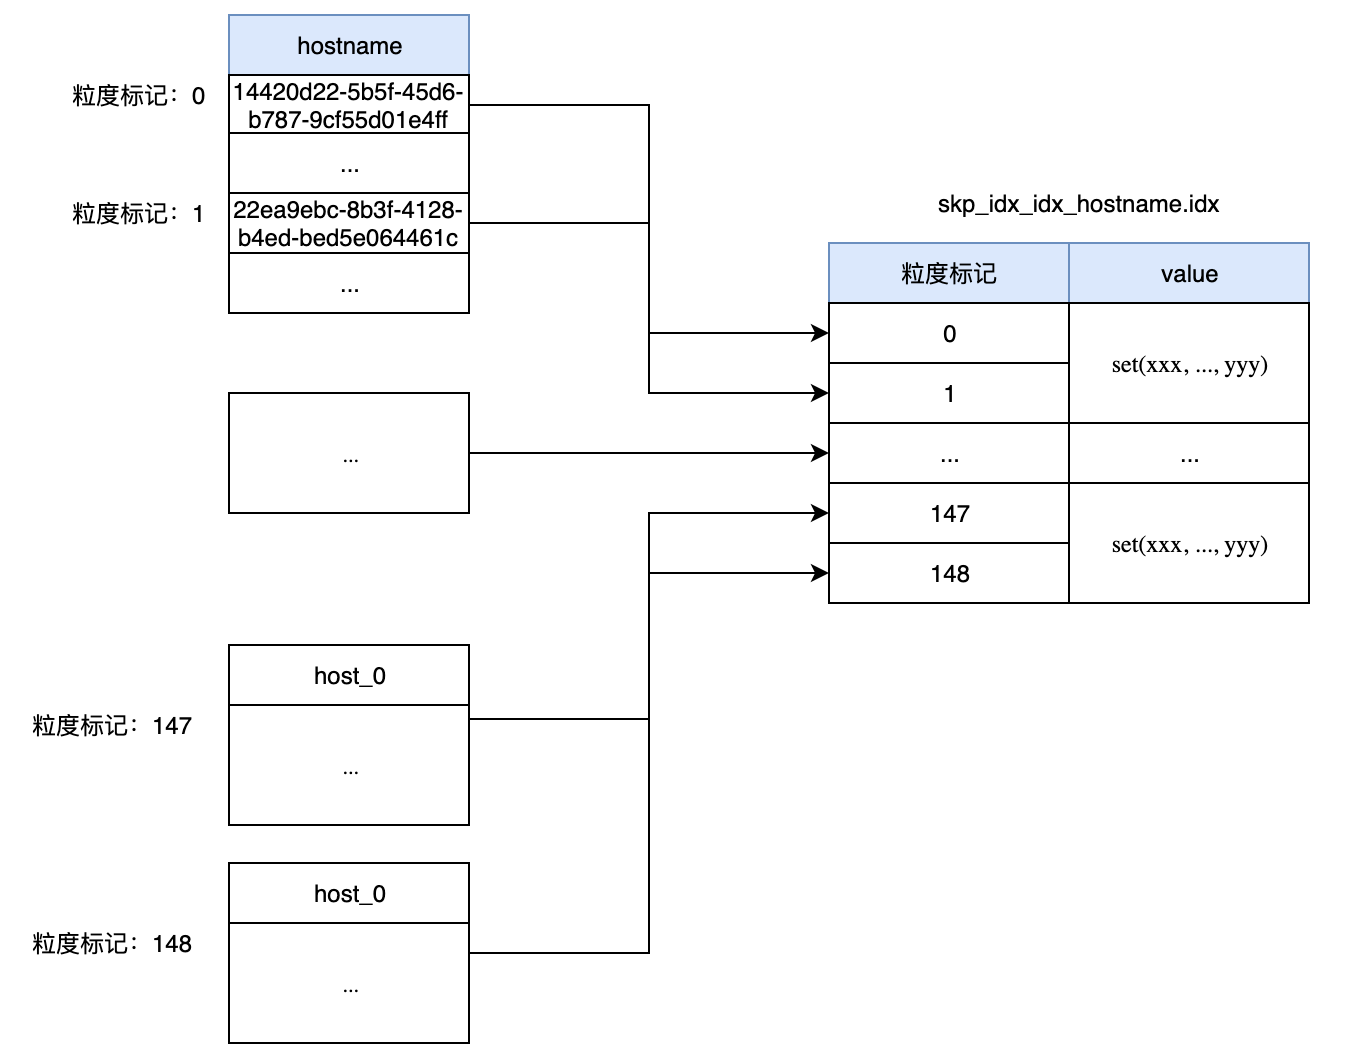 hostname
粒度标记：0
14420d22-5b5f-45d6-
b787-9cf55d01e4ff
...
粒度标记：1
22ea9ebc-8b3f-4128-
b4ed-bed5e064461c
...
...
粒度标记：147
host_0
...
粒度标记：148
host_0
...
skp_idx_idx_hostname.idx
粒度标记 value
0
set(xxx, ..., yyy)
1
... ...
147
set(xxx, ..., yyy)
148